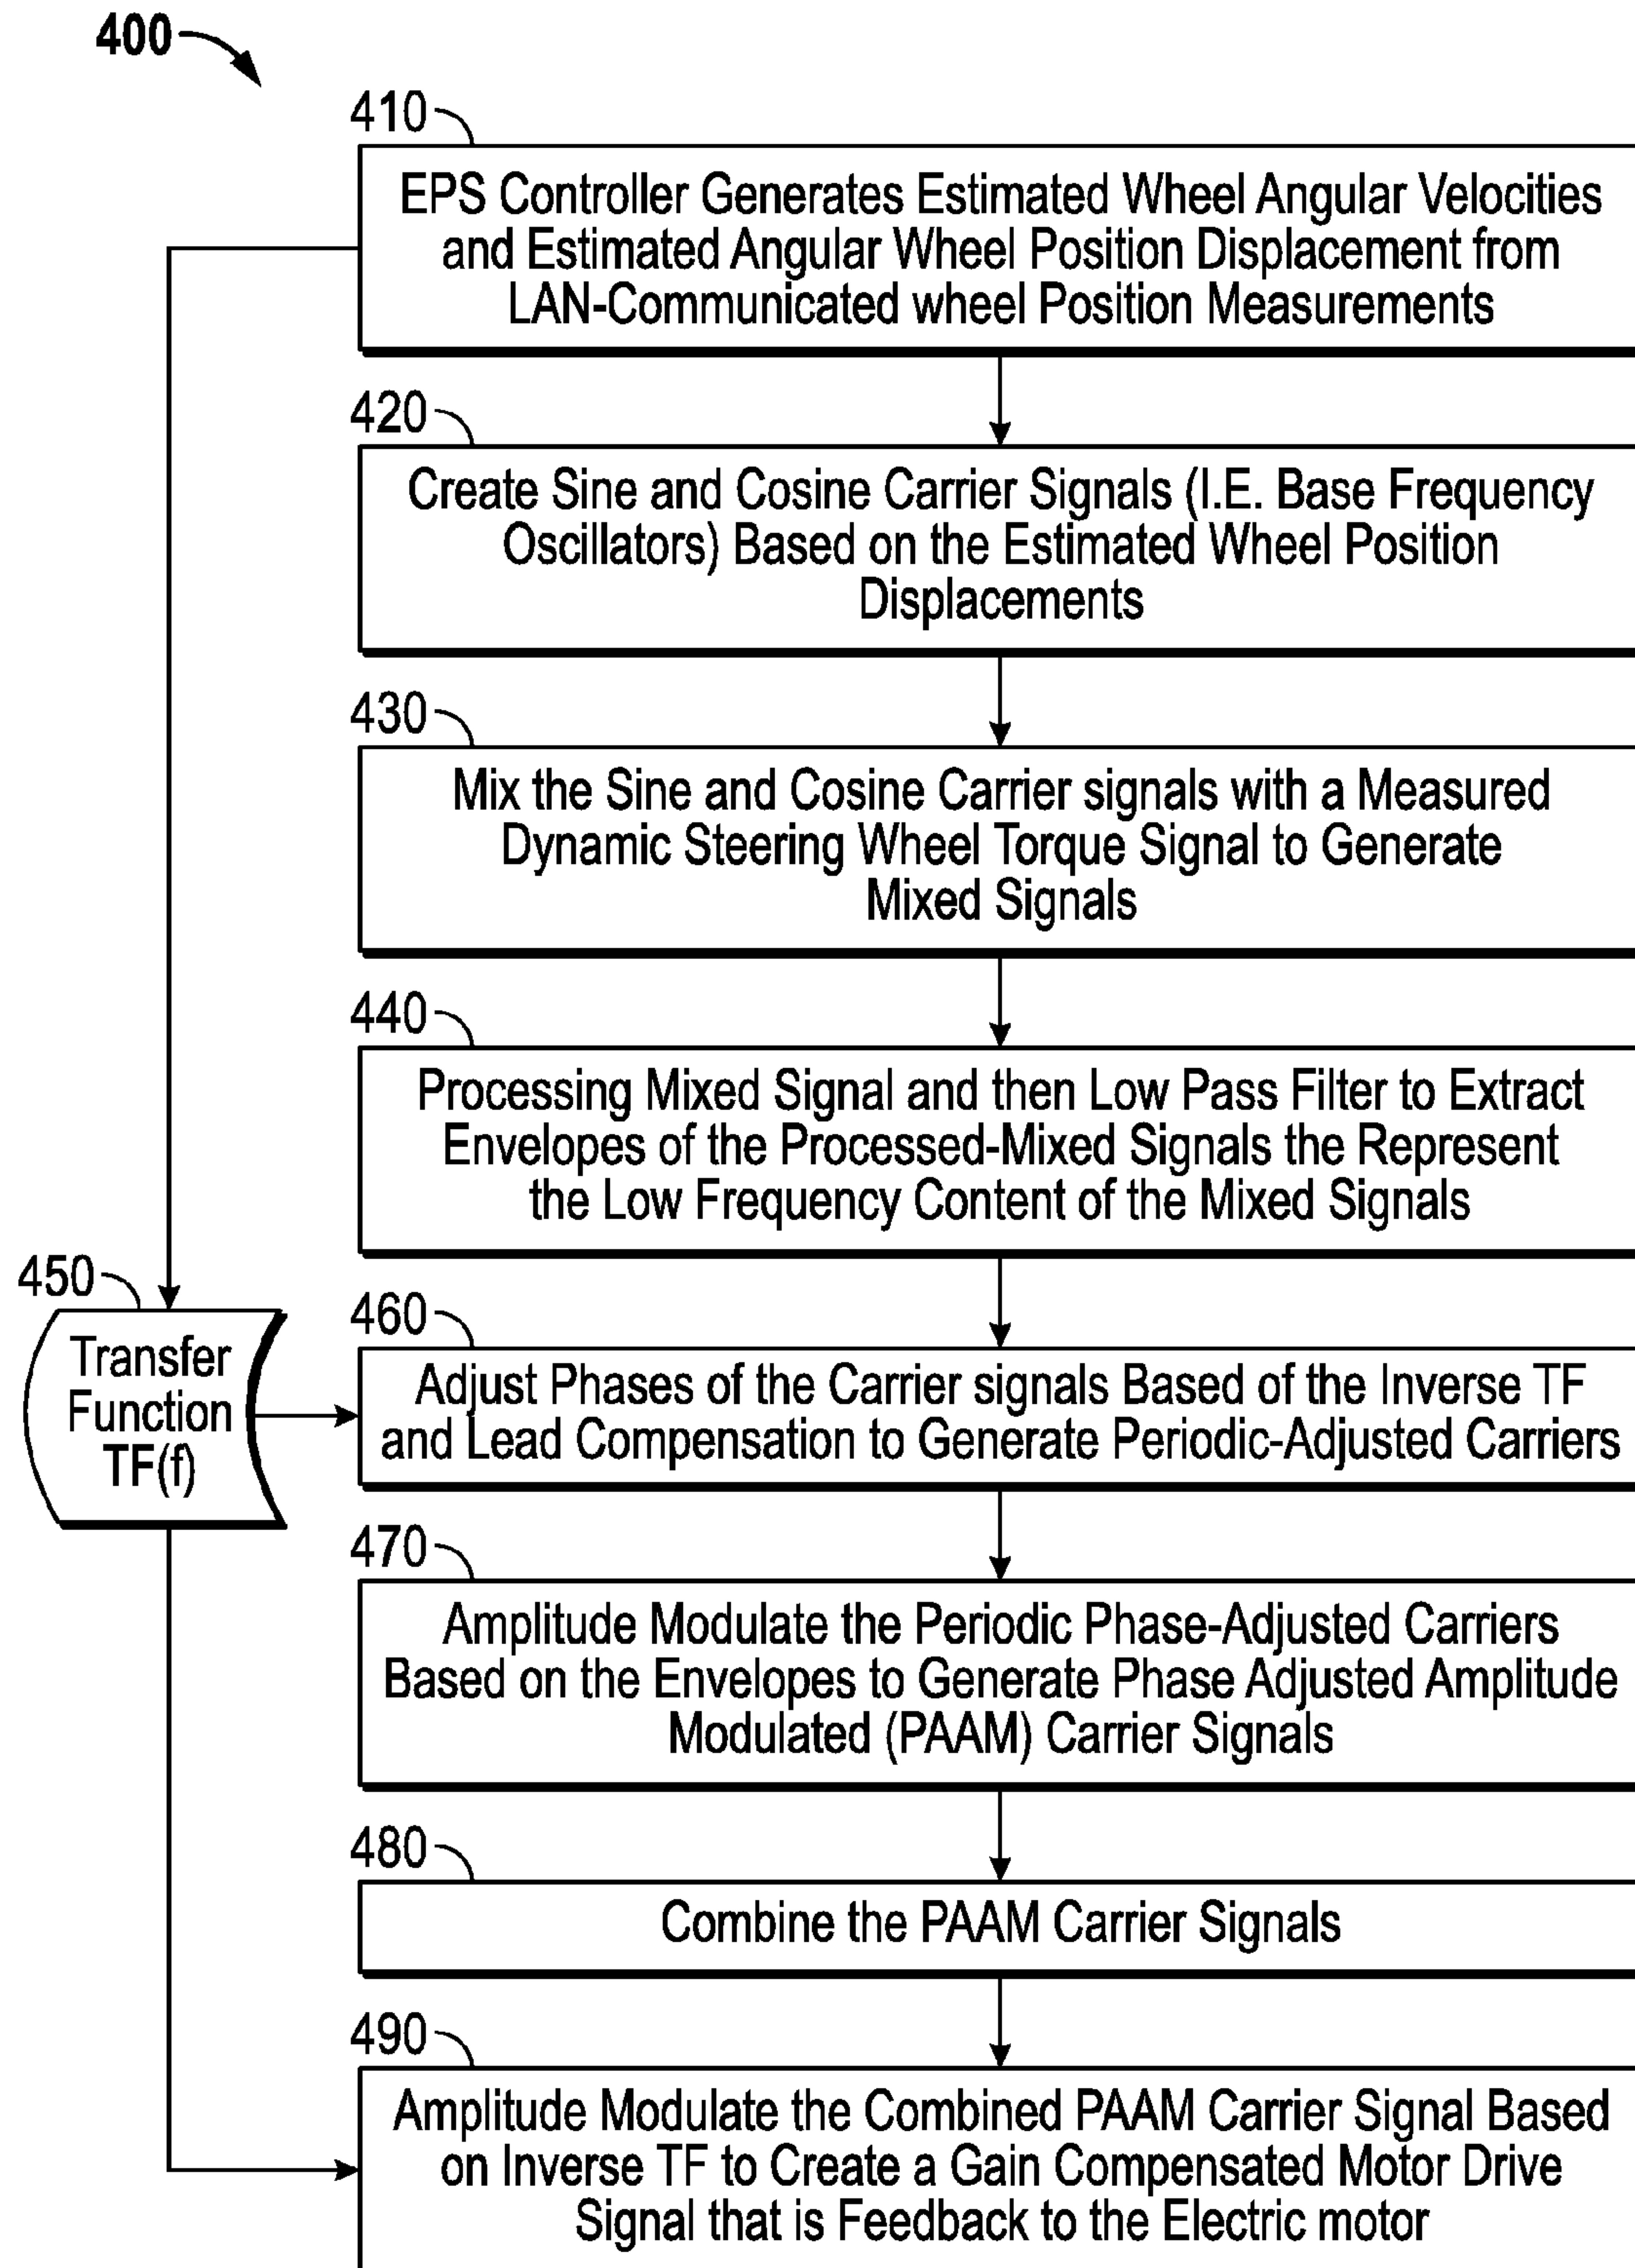 400
410
EPS Controller Generates Estimated Wheel Angular Velocities
and Estimated Angular Wheel Position Displacement from
LAN-Communicated wheel Position Measurements
420
Create Sine and Cosine Carrier Signals (I.E. Base Frequency
Oscillators) Based on the Estimated Wheel Position
Displacements
430
Mix the Sine and Cosine Carrier signals with a Measured
Dynamic Steering Wheel Torque Signal to Generate
Mixed Signals
440
Processing Mixed Signal and then Low Pass Filter to Extract
Envelopes of the Processed-Mixed Signals the Represent
the Low Frequency Content of the Mixed Signals
450
Transfer
Function
TF(f)
460
Adjust Phases of the Carrier signals Based of the Inverse TF
and Lead Compensation to Generate Periodic-Adjusted Carriers
470
Amplitude Modulate the Periodic Phase-Adjusted Carriers
Based on the Envelopes to Generate Phase Adjusted Amplitude
Modulated (PAAM) Carrier Signals
480
Combine the PAAM Carrier Signals
490
Amplitude Modulate the Combined PAAM Carrier Signal Based
on Inverse TF to Create a Gain Compensated Motor Drive
Signal that is Feedback to the Electric motor